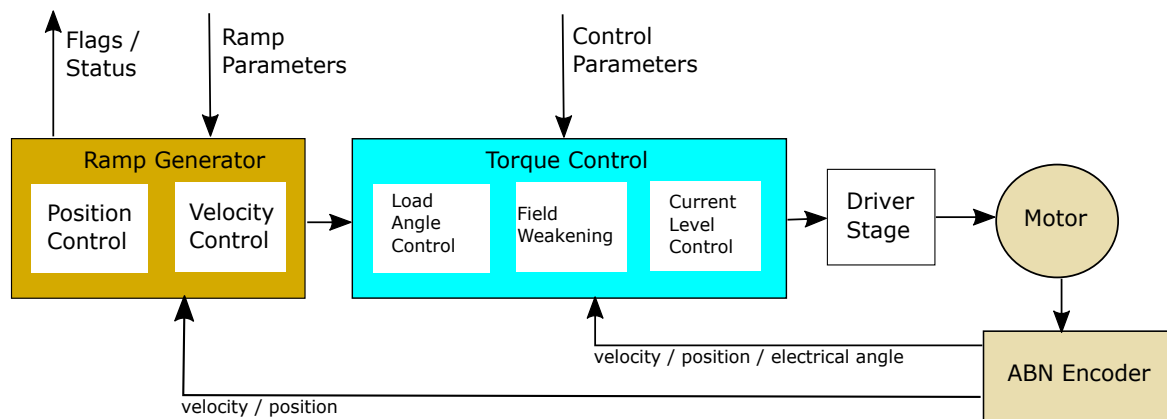 Flags /
Status
Ramp
Parameters
Control
Parameters
Ramp Generator
Position
Control
Velocity
Control
Torque Control
Load
Angle
Control
Field
Weakening
Current
Level
Control
Driver
Stage
Motor
velocity / position / electrical angle
ABN Encoder
velocity / position